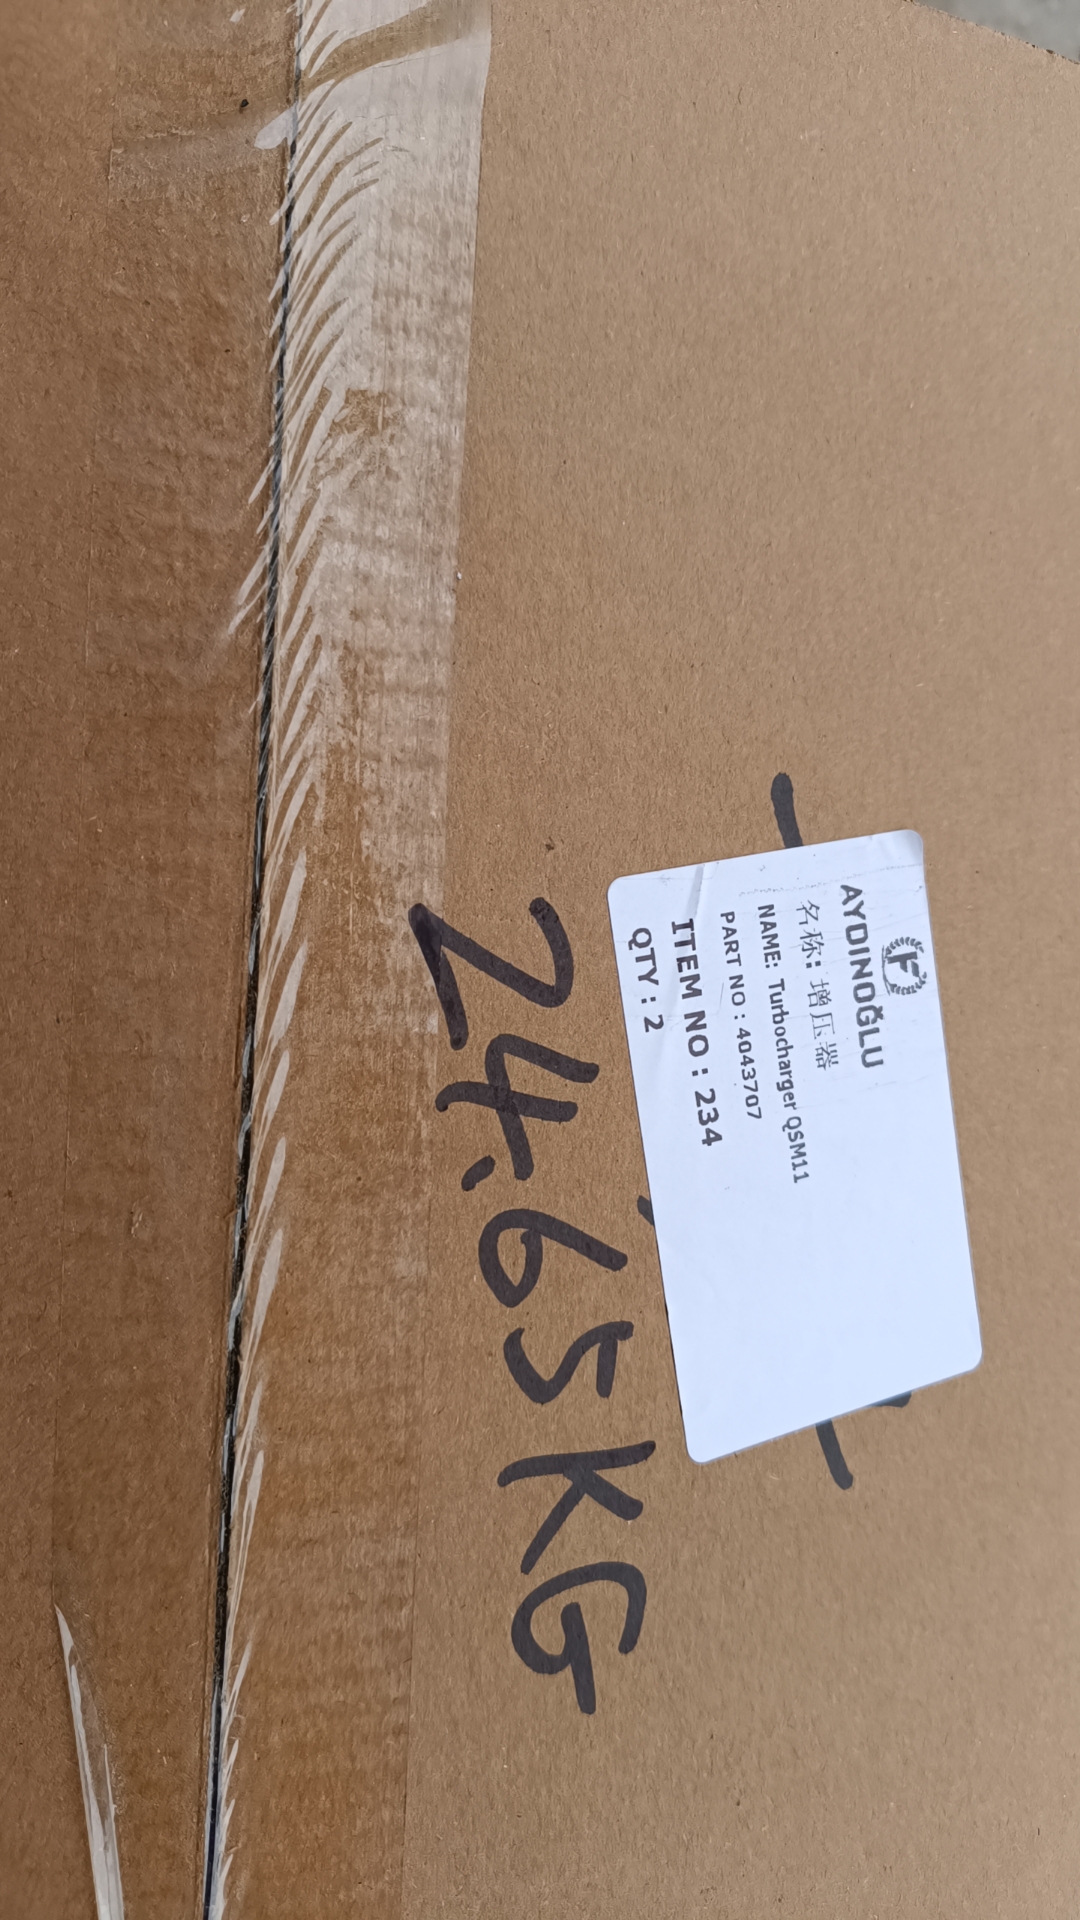 F
AYDINOĞLU
名称: 增压器
NAME: Turbocharger QSM11
PART NO : 4043707
ITEM NO : 234
QTY : 2
24.65KG